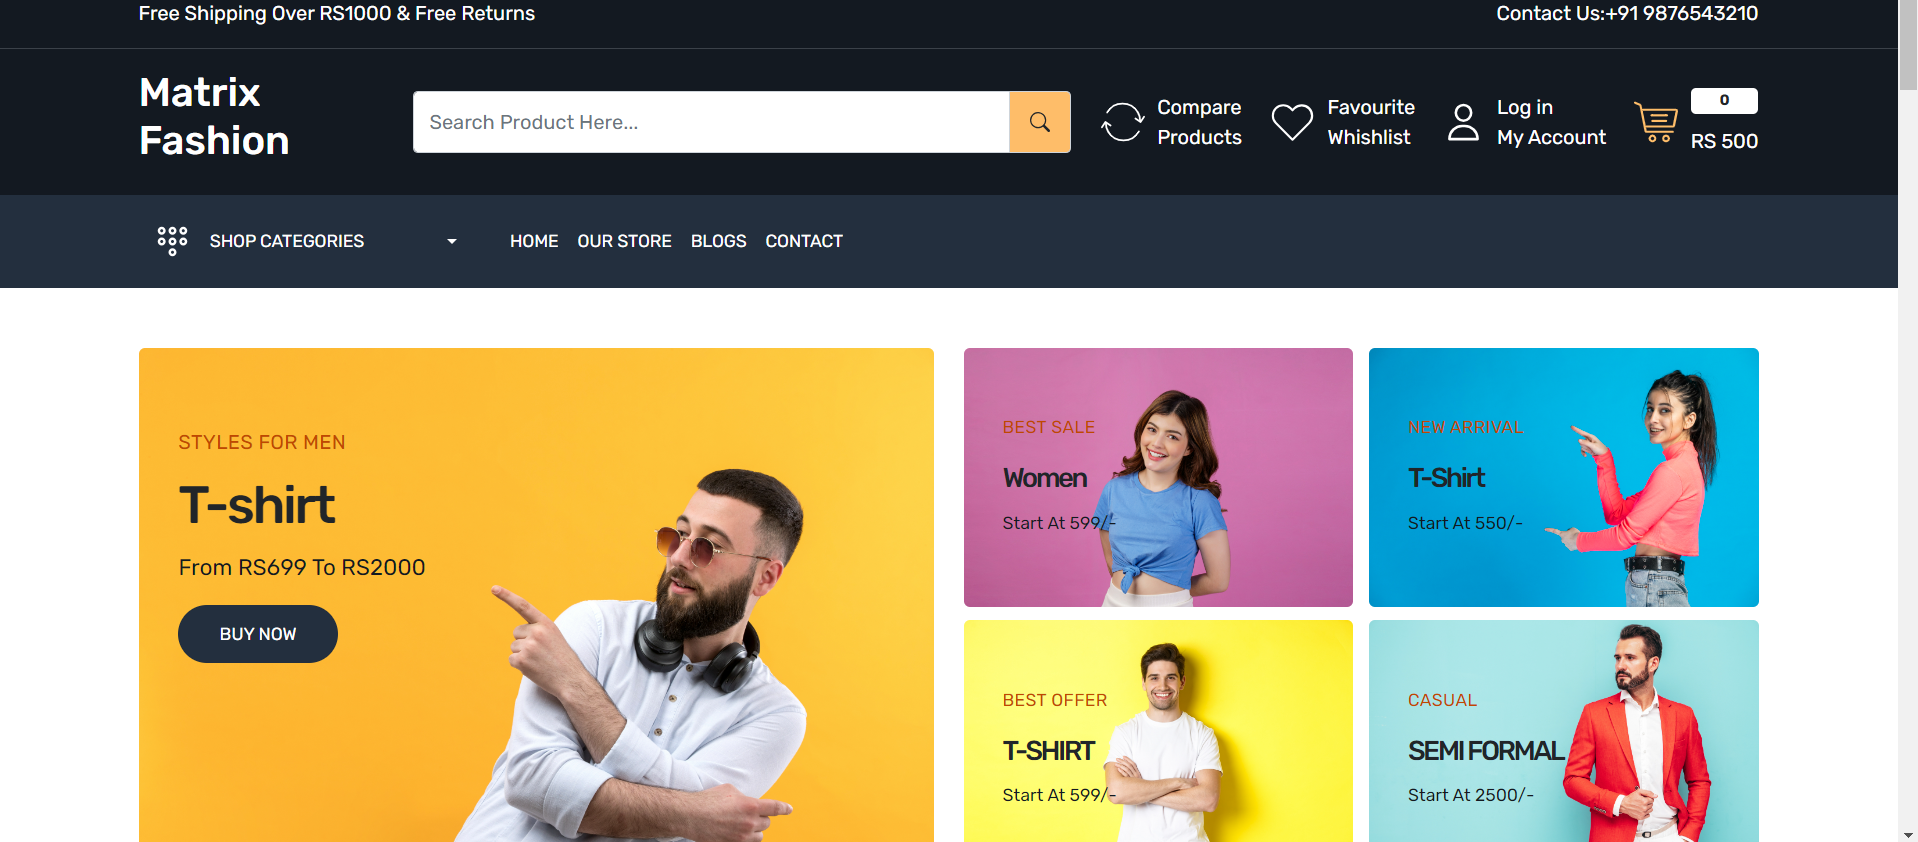 Free Shipping Over RS1000 & Free Returns
Contact Us:+91 9876543210
Matrix
Fashion
Search Product Here...
Compare
Products
Favourite
Whishlist
Log in
My Account
0
RS 500
SHOP CATEGORIES
HOME
OUR STORE
BLOGS
CONTACT
STYLES FOR MEN
T-shirt
From RS699 To RS2000
BUY NOW
BEST SALE
Women
Start At 599/-
NEW ARRIVAL
T-Shirt
Start At 550/-
BEST OFFER
T-SHIRT
Start At 599/-
CASUAL
SEMI FORMAL
Start At 2500/-